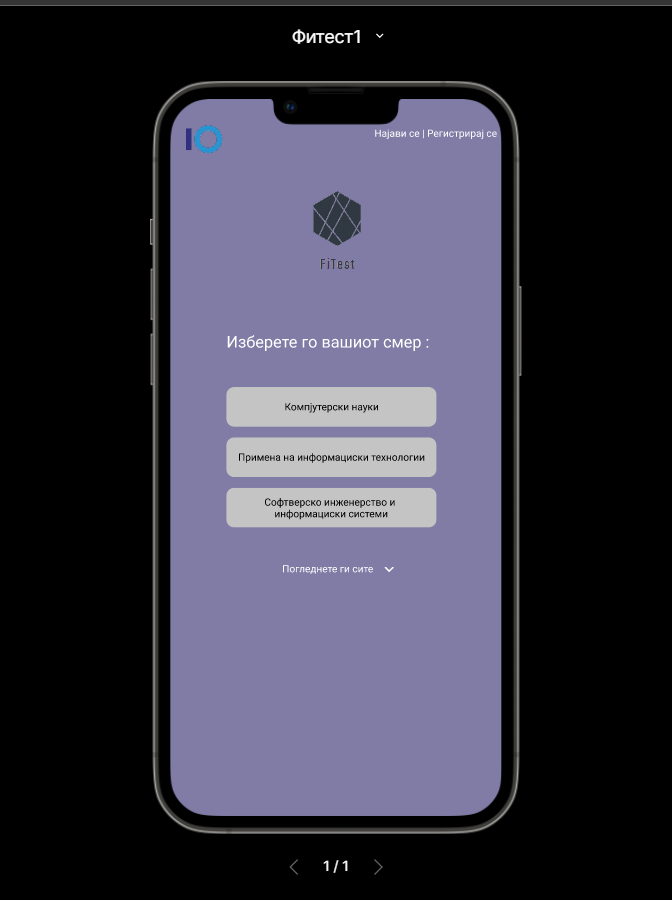 Фитест1
Најави се | Регистрирај се
IO
FiTest
Изберете го вашиот смер :
Компјутерски науки
Примена на информациски технологии
Софтверско инженерство и
информациски системи
Погледнете ги сите
1 / 1